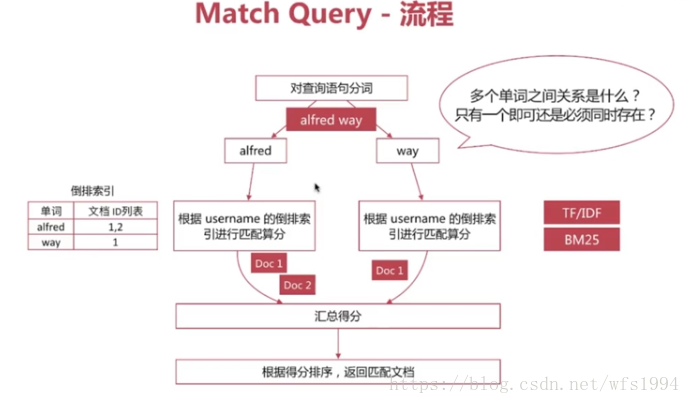 Match Query - 流程
对查询语句分词
多个单词之间关系是什么？
只有一个即可还是必须同时存在？
alfred way
alfred
way
倒排索引
单词 文档 ID列表
alfred 1,2
way 1
根据 username 的倒排索
引进行匹配算分
根据 username 的倒排索
引进行匹配算分
TF/IDF
BM25
Doc 1
Doc 2
Doc 1
汇总得分
根据得分排序，返回匹配文档
https://blog.csdn.net/wfs1994